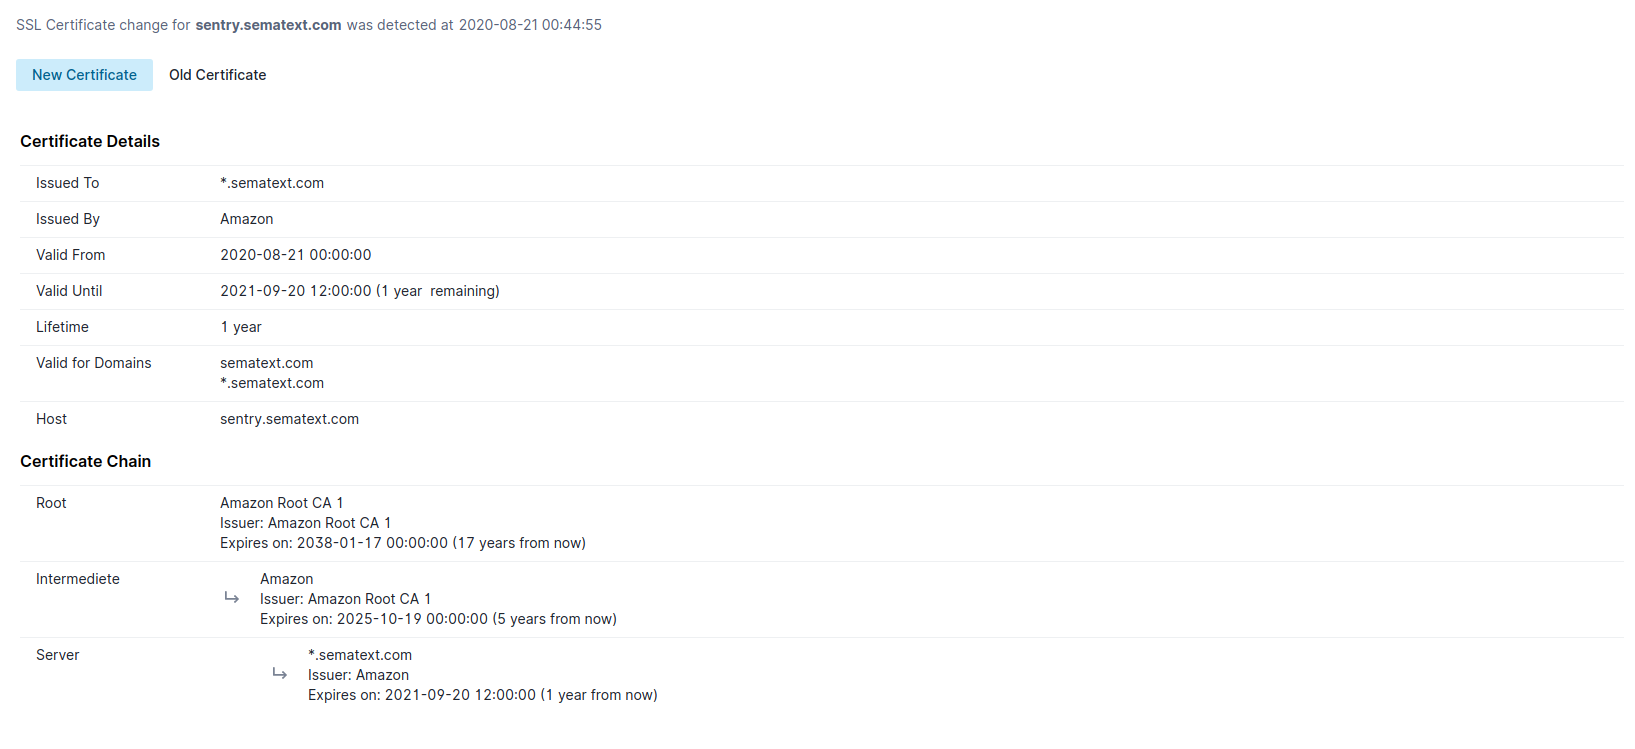 SSL Certificate change for sentry.sematext.com was detected at 2020-08-21 00:44:55
New Certificate Old Certificate
Certificate Details
Issued To *.sematext.com
Issued By Amazon
Valid From 2020-08-21 00:00:00
Valid Until 2021-09-20 12:00:00 (1 year remaining)
Lifetime 1 year
Valid for Domains sematext.com
*.sematext.com
Host sentry.sematext.com
Certificate Chain
Root Amazon Root CA 1
Issuer: Amazon Root CA 1
Expires on: 2038-01-17 00:00:00 (17 years from now)
Intermediete Amazon
Issuer: Amazon Root CA 1
Expires on: 2025-10-19 00:00:00 (5 years from now)
Server *.sematext.com
Issuer: Amazon
Expires on: 2021-09-20 12:00:00 (1 year from now)